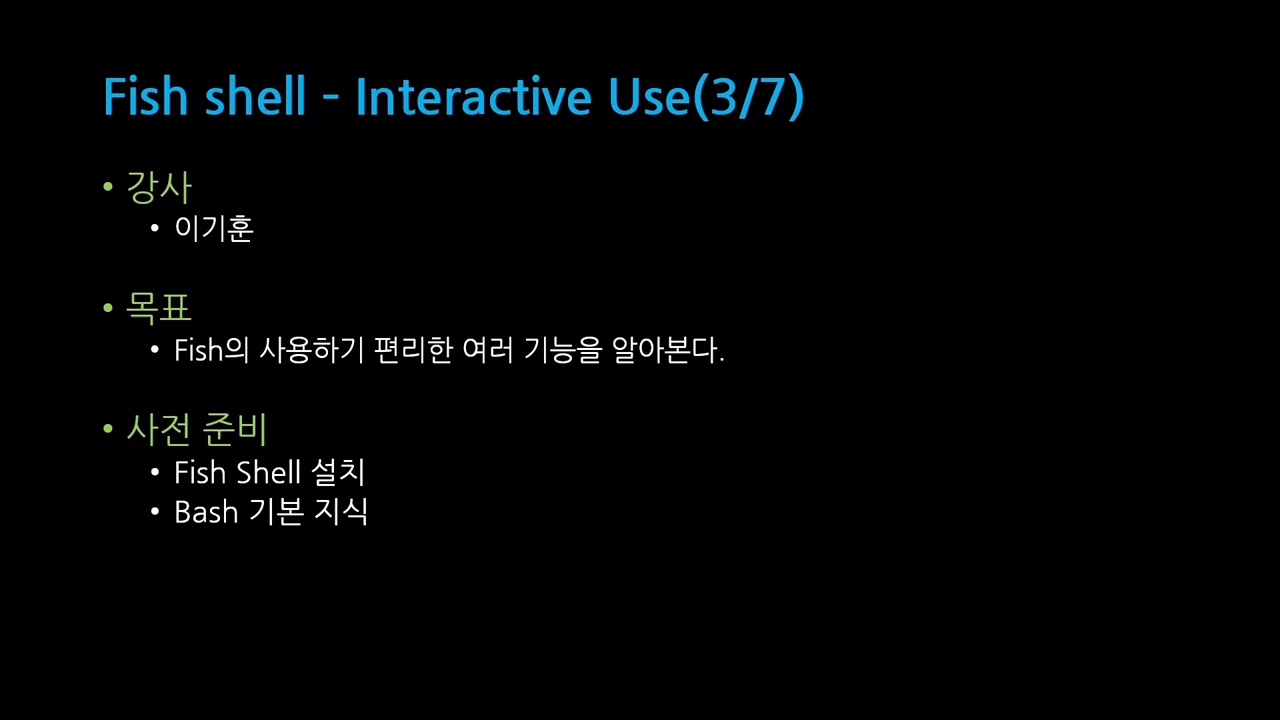 Fish shell - Interactive Use(3/7)
• 강사
• 이기훈
• 목표
• Fish의 사용하기 편리한 여러 기능을 알아본다.
• 사전 준비
• Fish Shell 설치
• Bash 기본 지식